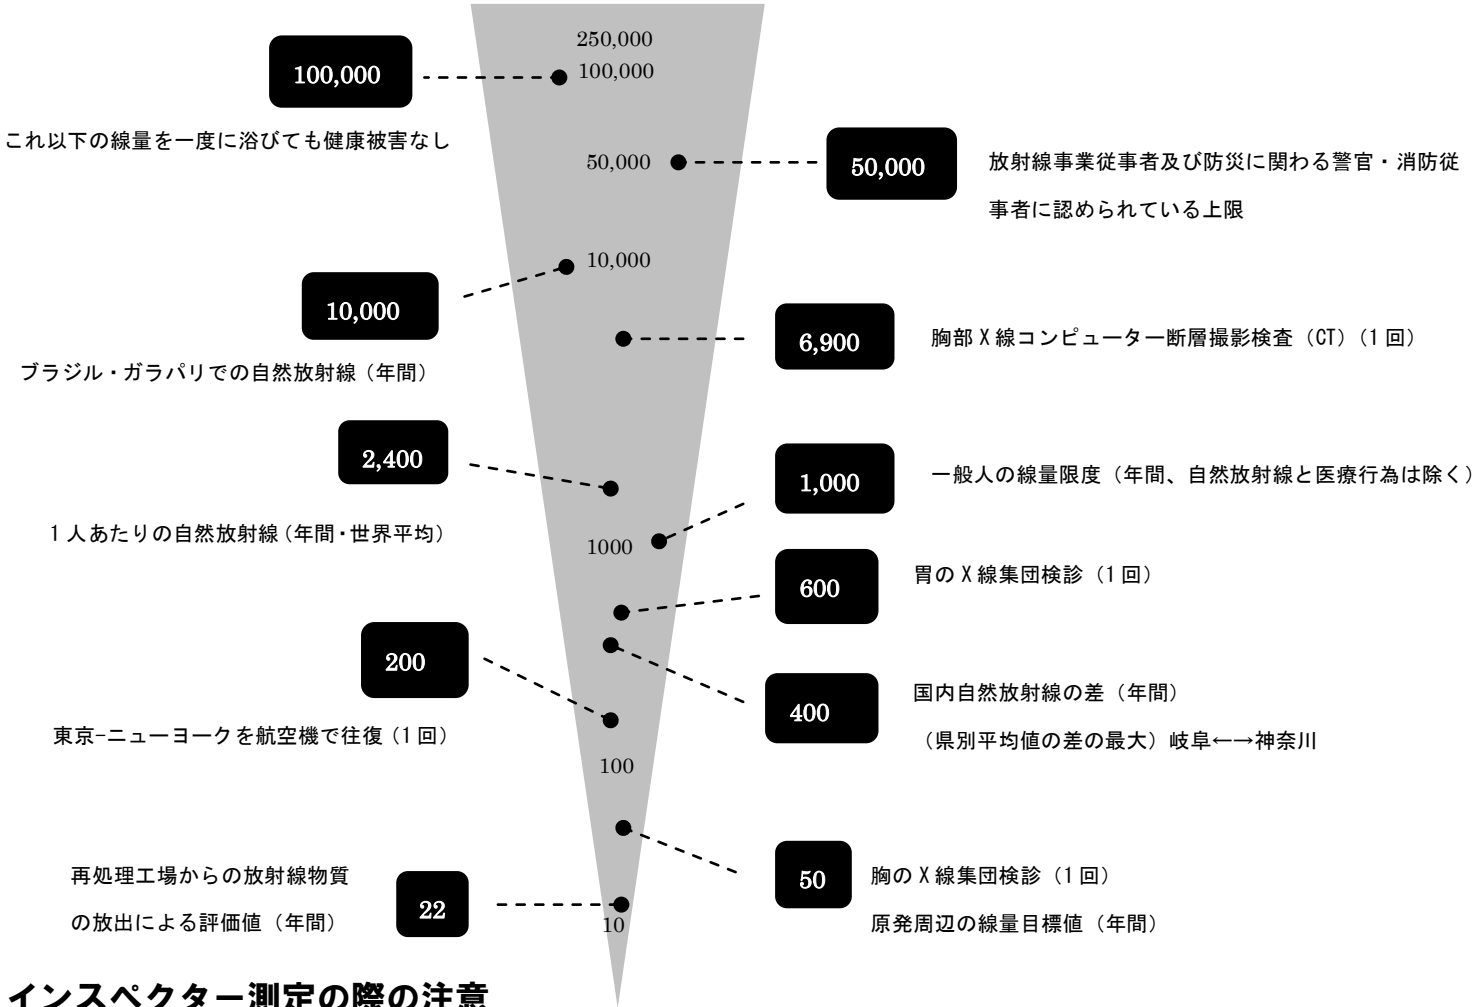 250,000
100,000
100,000
これ以下の線量を一度に浴びても健康被害なし
50,000
50,000
放射線事業従事者及び防災に関わる警官・消防従
事者に認められている上限
10,000
10,000
ブラジル・ガラパリでの自然放射線（年間）
6,900
胸部 X 線コンピューター断層撮影検査（CT）（1 回）
2,400
1 人あたりの自然放射線（年間・世界平均）
1,000
一般人の線量限度（年間、自然放射線と医療行為は除く）
1000
600
胃の X 線集団検診（1 回）
200
東京-ニューヨークを航空機で往復（1 回）
400
国内自然放射線の差（年間）
（県別平均値の差の最大）岐阜←→神奈川
100
50
胸の X 線集団検診（1 回）
原発周辺の線量目標値（年間）
再処理工場からの放射線物質
の放出による評価値（年間）
22
10
インスペクター測定の際の注意